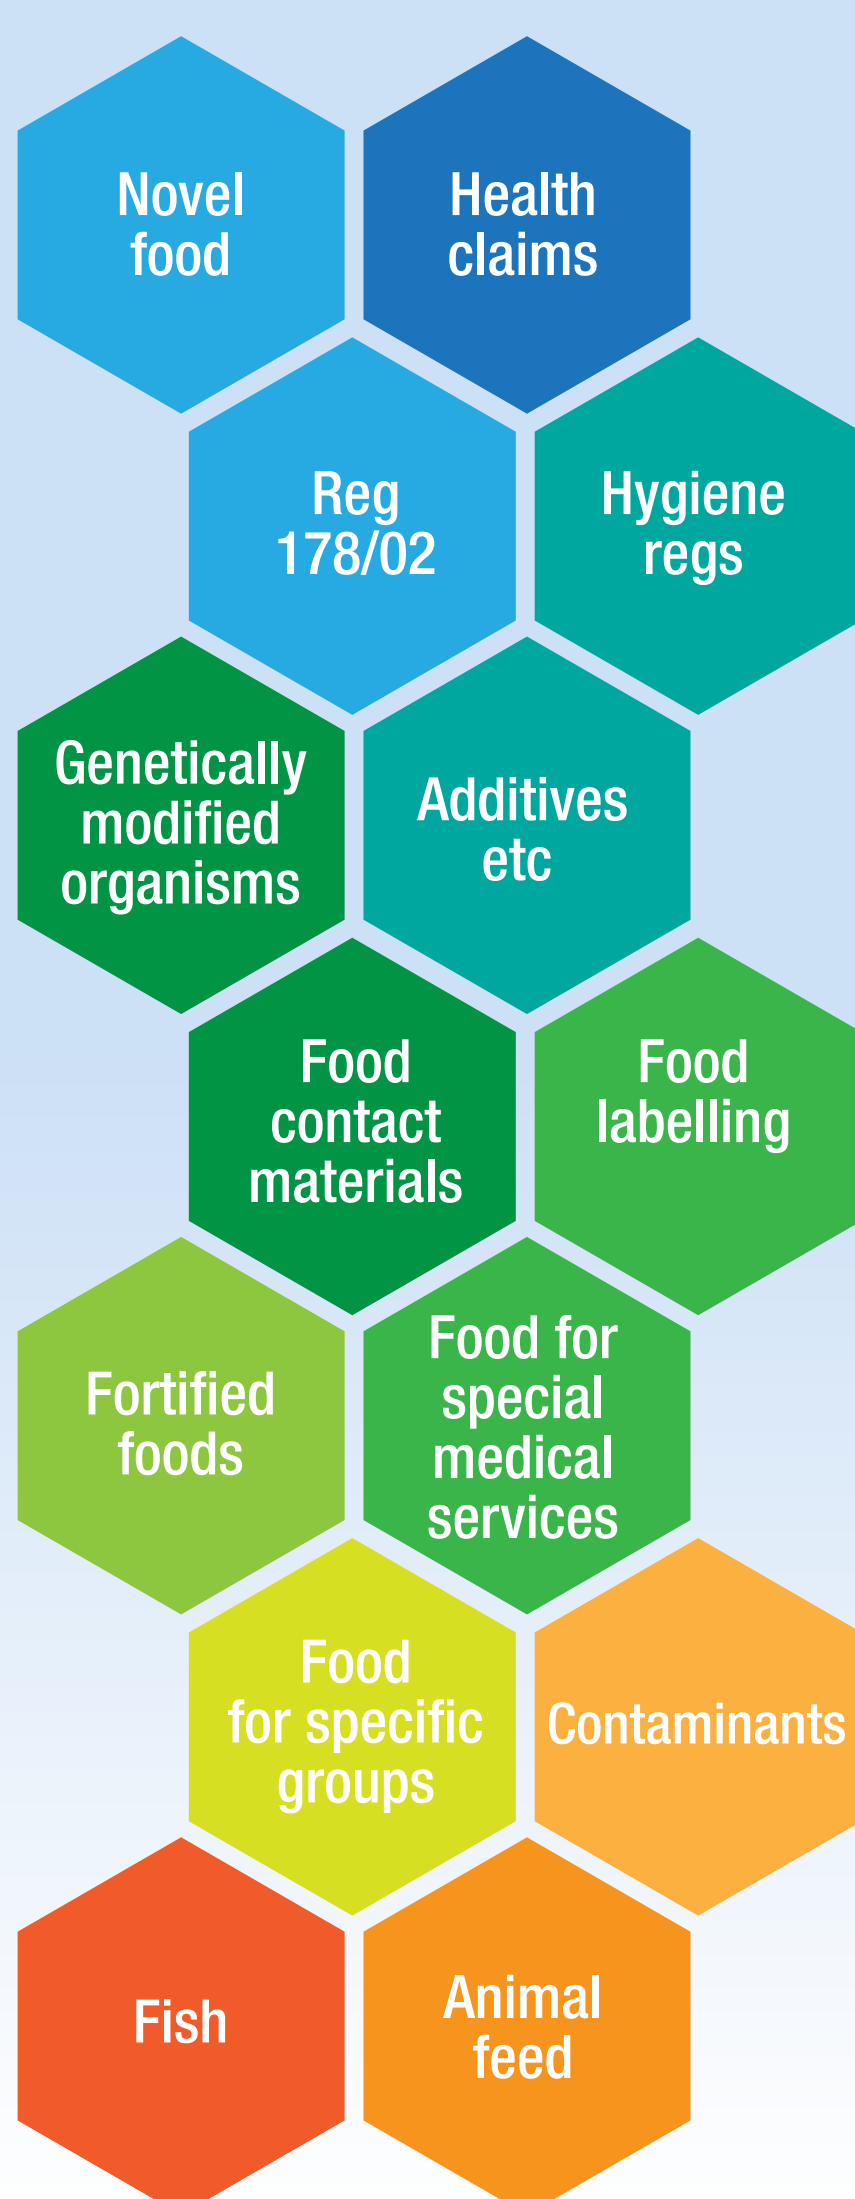 Novel
food
Health
claims
Reg
178/02
Hygiene
regs
Genetically
modified
organisms
Additives
etc
Food
contact
materials
Food
labelling
Fortified
foods
Food for
special
medical
services
Food
for specific
groups
Contaminants
Fish
Animal
feed